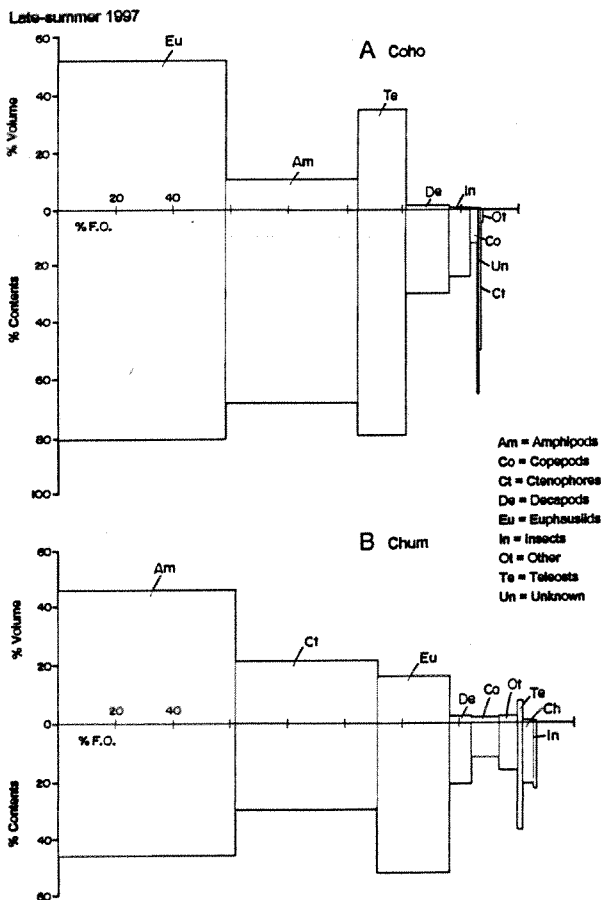 Late-summer 1997
A Coho
60
40
20
0
20
40
60
80
100
% Volume
% Contents
% F.O.
20
40
Eu
Am
Te
De
In
Ot
Co
Un
Ct
Am = Amphipods
Co = Copepods
Ct = Ctenophores
De = Decapods
Eu = Euphausiids
In = Insects
Ot = Other
Te = Teleosts
Un = Unknown
B Chum
60
40
20
0
20
40
60
% Volume
% Contents
% F.O.
20
40
Am
Ct
Eu
De
Co
Ot
Te
Ch
In